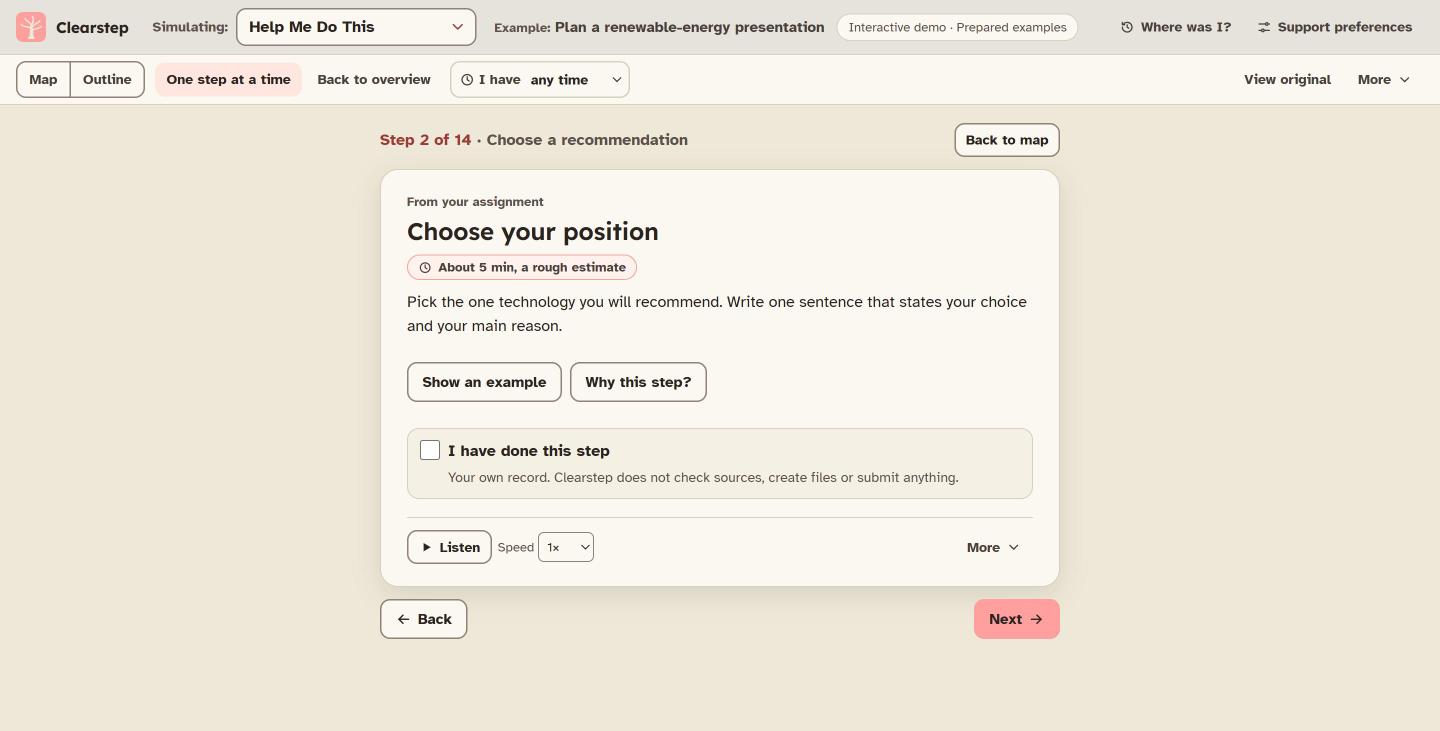 Clearstep
Simulating:
Help Me Do This
Example: Plan a renewable-energy presentation
Interactive demo · Prepared examples
Where was I?
Support preferences
Map
Outline
One step at a time
Back to overview
I have any time
View original
More
Step 2 of 14 · Choose a recommendation
Back to map
From your assignment
Choose your position
About 5 min, a rough estimate
Pick the one technology you will recommend. Write one sentence that states your choice
and your main reason.
Show an example
Why this step?
I have done this step
Your own record. Clearstep does not check sources, create files or submit anything.
Listen
Speed
1×
More
← Back
Next →